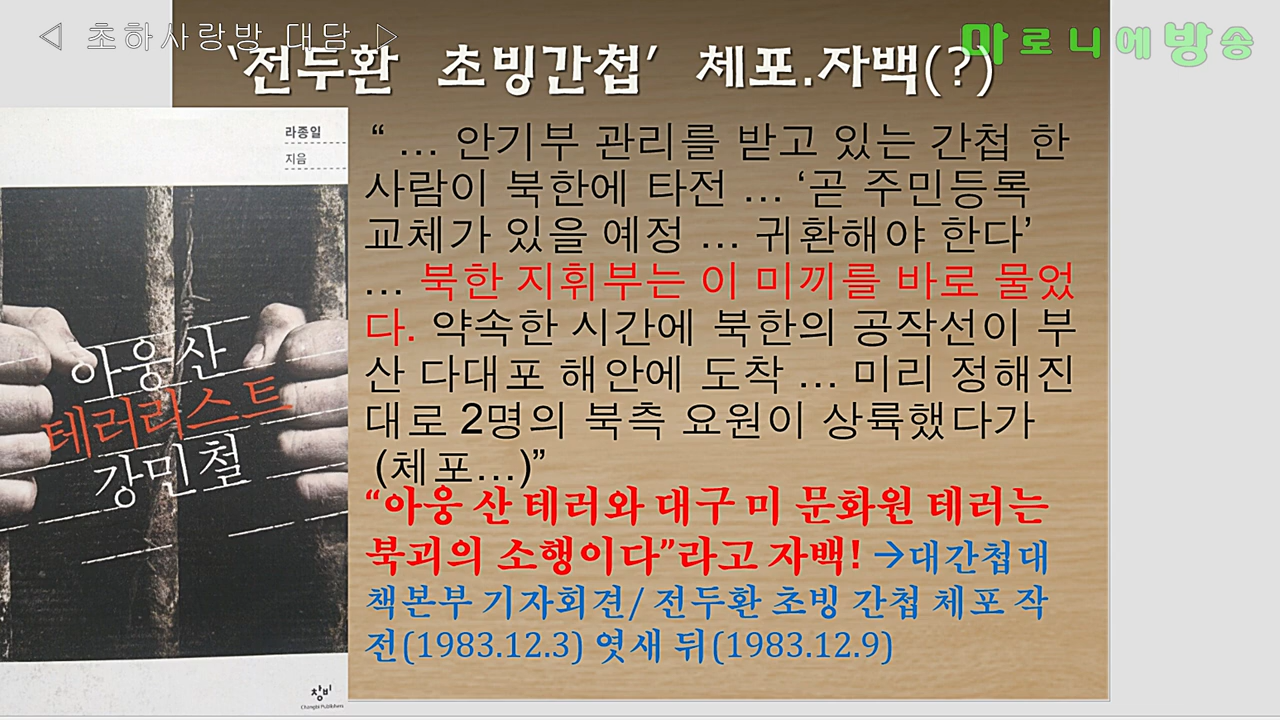 ◁ 초하사랑방 대담 ▷
마로니에방송
‘전두환 초빙간첩’ 체포.자백(?)
라종일
지음
아웅산
테러리스트
강민철
창비
Changbi Publishers
“ … 안기부 관리를 받고 있는 간첩 한
사람이 북한에 타전 … ‘곧 주민등록
교체가 있을 예정 … 귀환해야 한다’
… 북한 지휘부는 이 미끼를 바로 물었
다. 약속한 시간에 북한의 공작선이 부
산 다대포 해안에 도착 … 미리 정해진
대로 2명의 북측 요원이 상륙했다가
(체포…)”
“아웅 산 테러와 대구 미 문화원 테러는
북괴의 소행이다”라고 자백! →대간첩대
책본부 기자회견/ 전두환 초빙 간첩 체포 작
전(1983.12.3) 엿새 뒤(1983.12.9)